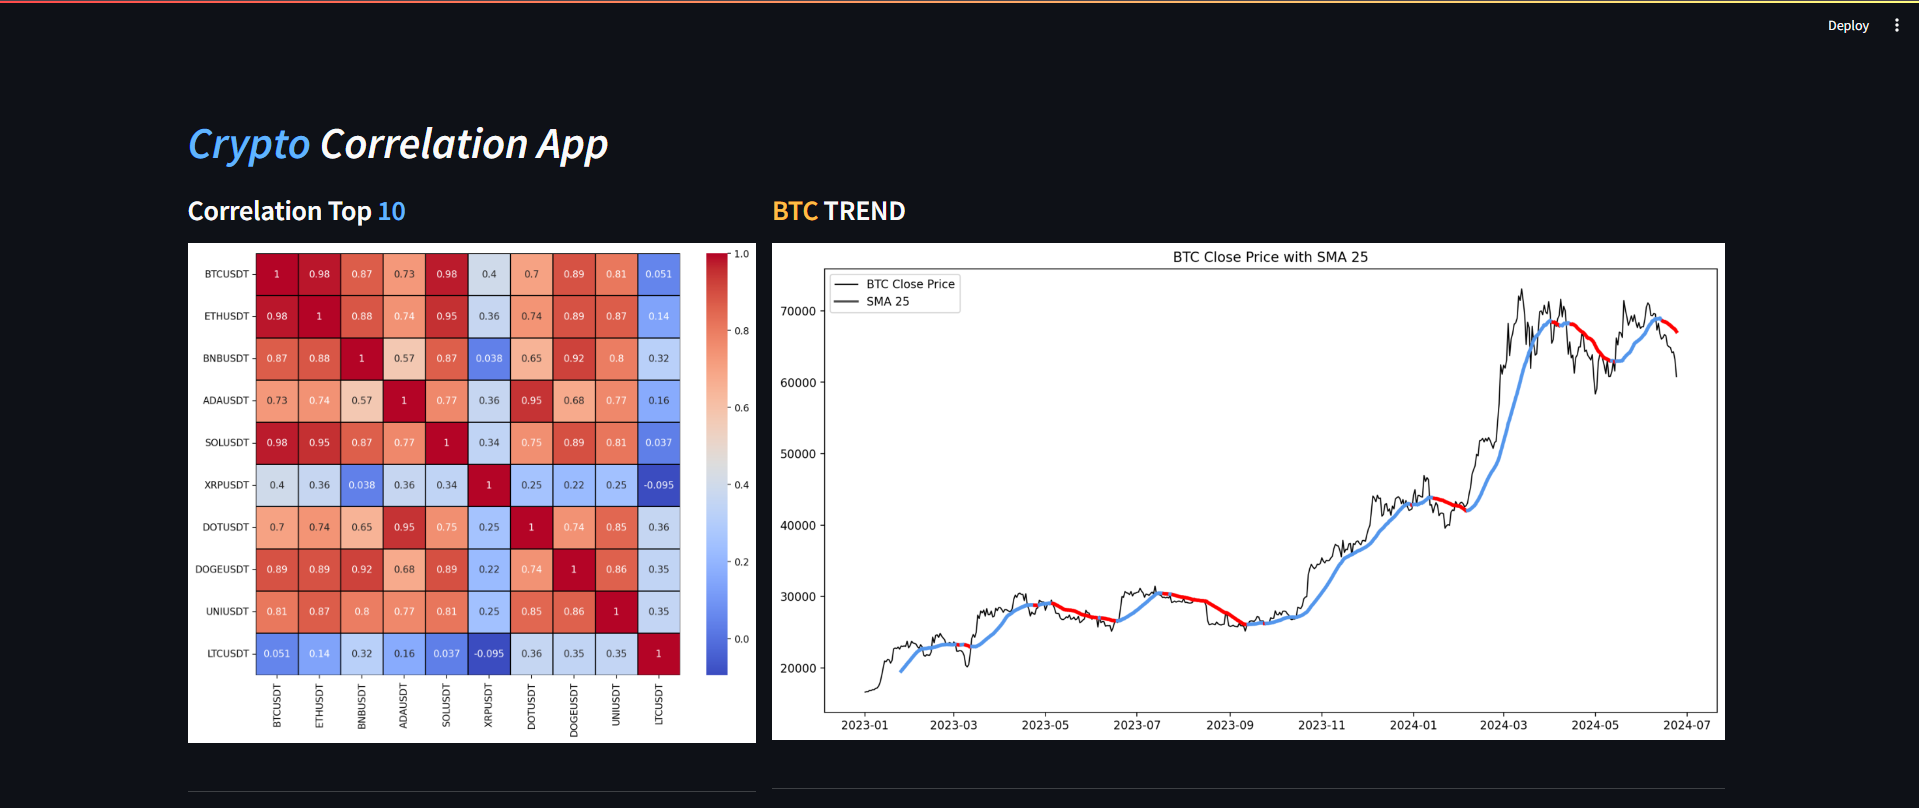 Deploy
Crypto Correlation App
Correlation Top 10
BTCUSDT 1 0.98 0.87 0.73 0.98 0.4 0.7 0.89 0.81 0.051
ETHUSDT 0.98 1 0.88 0.74 0.95 0.36 0.74 0.89 0.87 0.14
BNBUSDT 0.87 0.88 1 0.57 0.87 0.038 0.65 0.92 0.8 0.32
ADAUSDT 0.73 0.74 0.57 1 0.77 0.36 0.95 0.68 0.77 0.16
SOLUSDT 0.98 0.95 0.87 0.77 1 0.34 0.75 0.89 0.81 0.037
XRPUSDT 0.4 0.36 0.038 0.36 0.34 1 0.25 0.22 0.25 -0.095
DOTUSDT 0.7 0.74 0.65 0.95 0.75 0.25 1 0.74 0.85 0.36
DOGEUSDT 0.89 0.89 0.92 0.68 0.89 0.22 0.74 1 0.86 0.35
UNIUSDT 0.81 0.87 0.8 0.77 0.81 0.25 0.85 0.86 1 0.35
LTCUSDT 0.051 0.14 0.32 0.16 0.037 -0.095 0.36 0.35 0.35 1
BTCUSDT ETHUSDT BNBUSDT ADAUSDT SOLUSDT XRPUSDT DOTUSDT DOGEUSDT UNIUSDT LTCUSDT
1.0
0.8
0.6
0.4
0.2
0.0
BTC TREND
BTC Close Price with SMA 25
BTC Close Price
SMA 25
70000
60000
50000
40000
30000
20000
2023-01 2023-03 2023-05 2023-07 2023-09 2023-11 2024-01 2024-03 2024-05 2024-07